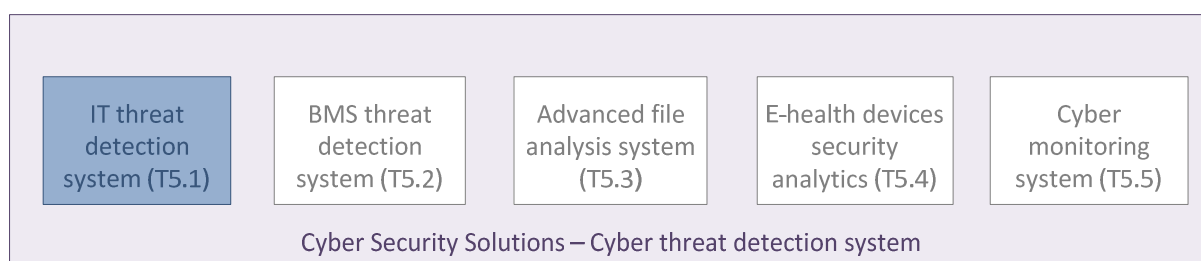 IT threat
detection
system (T5.1)
BMS threat
detection
system (T5.2)
Advanced file
analysis system
(T5.3)
E-health devices
security
analytics (T5.4)
Cyber
monitoring
system (T5.5)
Cyber Security Solutions – Cyber threat detection system